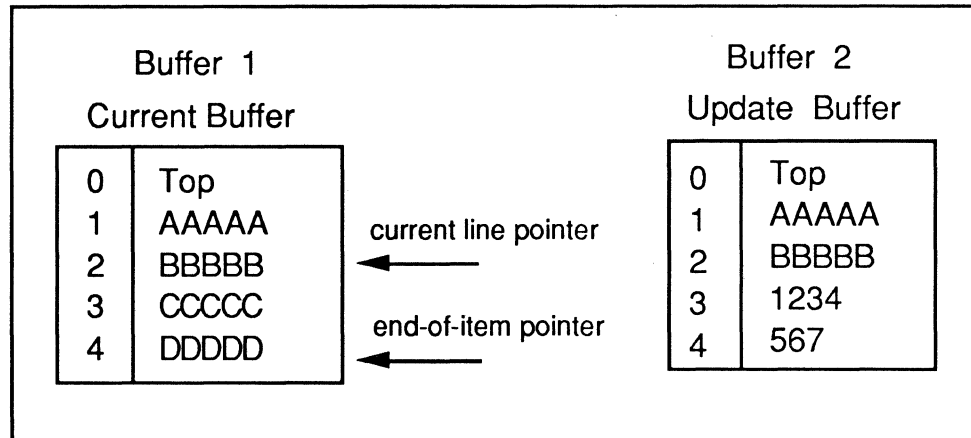 Buffer 1
Current Buffer
0 Top
1 AAAAA
2 BBBBB
3 CCCCC
4 DDDDD
current line pointer
end-of-item pointer
Buffer 2
Update Buffer
0 Top
1 AAAAA
2 BBBBB
3 1234
4 567